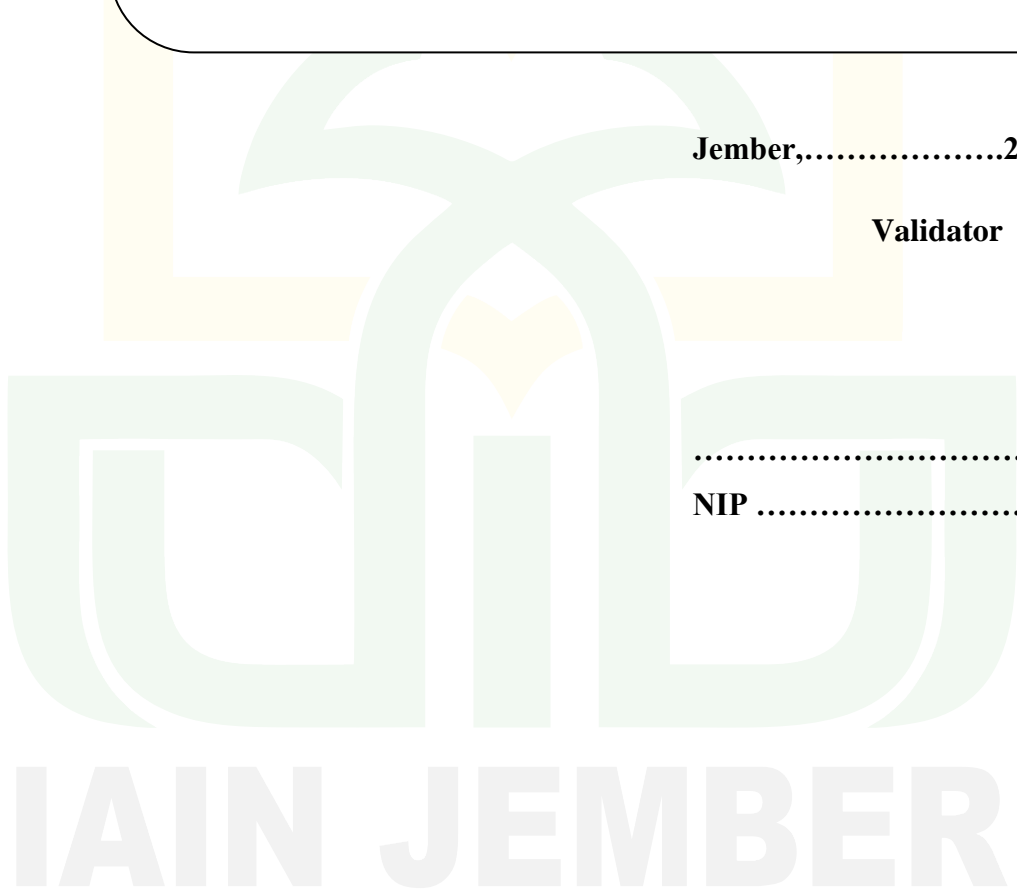 Jember,………………….2
Validator
……………………………
NIP ………………………
IAIN JEMBER